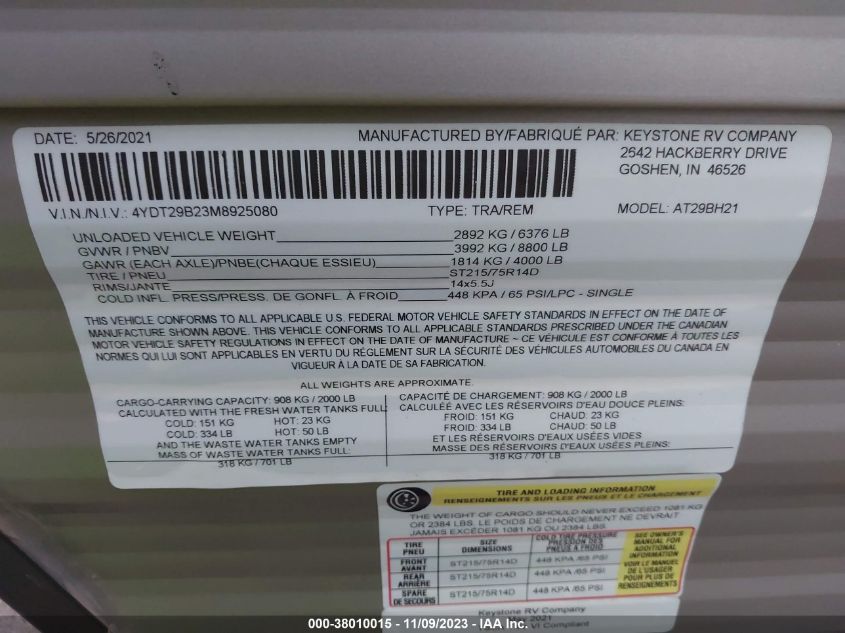 DATE: 5/26/2021
MANUFACTURED BY/FABRIQUÉ PAR: KEYSTONE RV COMPANY
2642 HACKBERRY DRIVE
GOSHEN, IN 46526
V.I.N./N.I.V.: 4YDT29B23M8925080 TYPE: TRA/REM MODEL: AT29BH21
UNLOADED VEHICLE WEIGHT 2892 KG / 6376 LB
GVWR / PNBV 3992 KG / 8800 LB
GAWR (EACH AXLE)/PNBE(CHAQUE ESSIEU) 1814 KG / 4000 LB
TIRE / PNEU ST215/75R14D
RIMS/JANTE 14x5.5J
COLD INFL. PRESS/PRESS. DE GONFL. À FROID 448 KPA / 65 PSI/LPC - SINGLE
THIS VEHICLE CONFORMS TO ALL APPLICABLE U.S. FEDERAL MOTOR VEHICLE SAFETY STANDARDS IN EFFECT ON THE DATE OF
MANUFACTURE SHOWN ABOVE. THIS VEHICLE CONFORMS TO ALL APPLICABLE STANDARDS PRESCRIBED UNDER THE CANADIAN
MOTOR VEHICLE SAFETY REGULATIONS IN EFFECT ON THE DATE OF MANUFACTURE ~ CE VÉHICULE EST CONFORME À TOUTES LES
NORMES QUI LUI SONT APPLICABLES EN VERTU DU RÉGLEMENT SUR LA SÉCURITÉ DES VÉHICULES AUTOMOBILES DU CANADA EN
VIGUEUR À LA DATE DE SA FABRICATION.
ALL WEIGHTS ARE APPROXIMATE.
CARGO-CARRYING CAPACITY: 908 KG / 2000 LB
CALCULATED WITH THE FRESH WATER TANKS FULL:
COLD: 151 KG HOT: 23 KG
COLD: 334 LB HOT: 50 LB
AND THE WASTE WATER TANKS EMPTY
MASS OF WASTE WATER TANKS FULL:
318 KG / 701 LB
CAPACITÉ DE CHARGEMENT: 908 KG / 2000 LB
CALCULÉE AVEC LES RÉSERVOIRS D'EAU DOUCE PLEINS:
FROID: 151 KG CHAUD: 23 KG
FROID: 334 LB CHAUD: 50 LB
ET LES RÉSERVOIRS D'EAU USÉES VIDES
MASSE DES RÉSERVOIRS D'EAU USÉES PLEINS:
318 KG / 701 LB
TIRE AND LOADING INFORMATION
RENSEIGNEMENTS SUR LES PNEUS ET LE CHARGEMENT
THE WEIGHT OF CARGO SHOULD NEVER EXCEED 1081 KG
OR 2384 LBS. LE POIDS DE CHARGEMENT NE DEVRAIT
JAMAIS EXCÉDER 1081 KG OU 2384 LBS.
TIRE
PNEU
SIZE
DIMENSIONS
COLD TIRE PRESSURE
PRESSION DES
PNEUS A FROID
FRONT
AVANT
ST215/75R14D
448 KPA /65 PSI
REAR
ARRIÈRE
ST215/75R14D
448 KPA /65 PSI
SPARE
DE SECOURS
ST215/75R14D
448 KPA /65 PSI
SEE OWNER'S
MANUAL FOR
ADDITIONAL
INFORMATION
VOIR LE MANUEL
DE L'USAGER
POUR PLUS DE
RENSEIGNEMENTS
Keystone RV Company
May 2021
VI Compliant
000-38010015 - 11/09/2023 - IAA Inc.